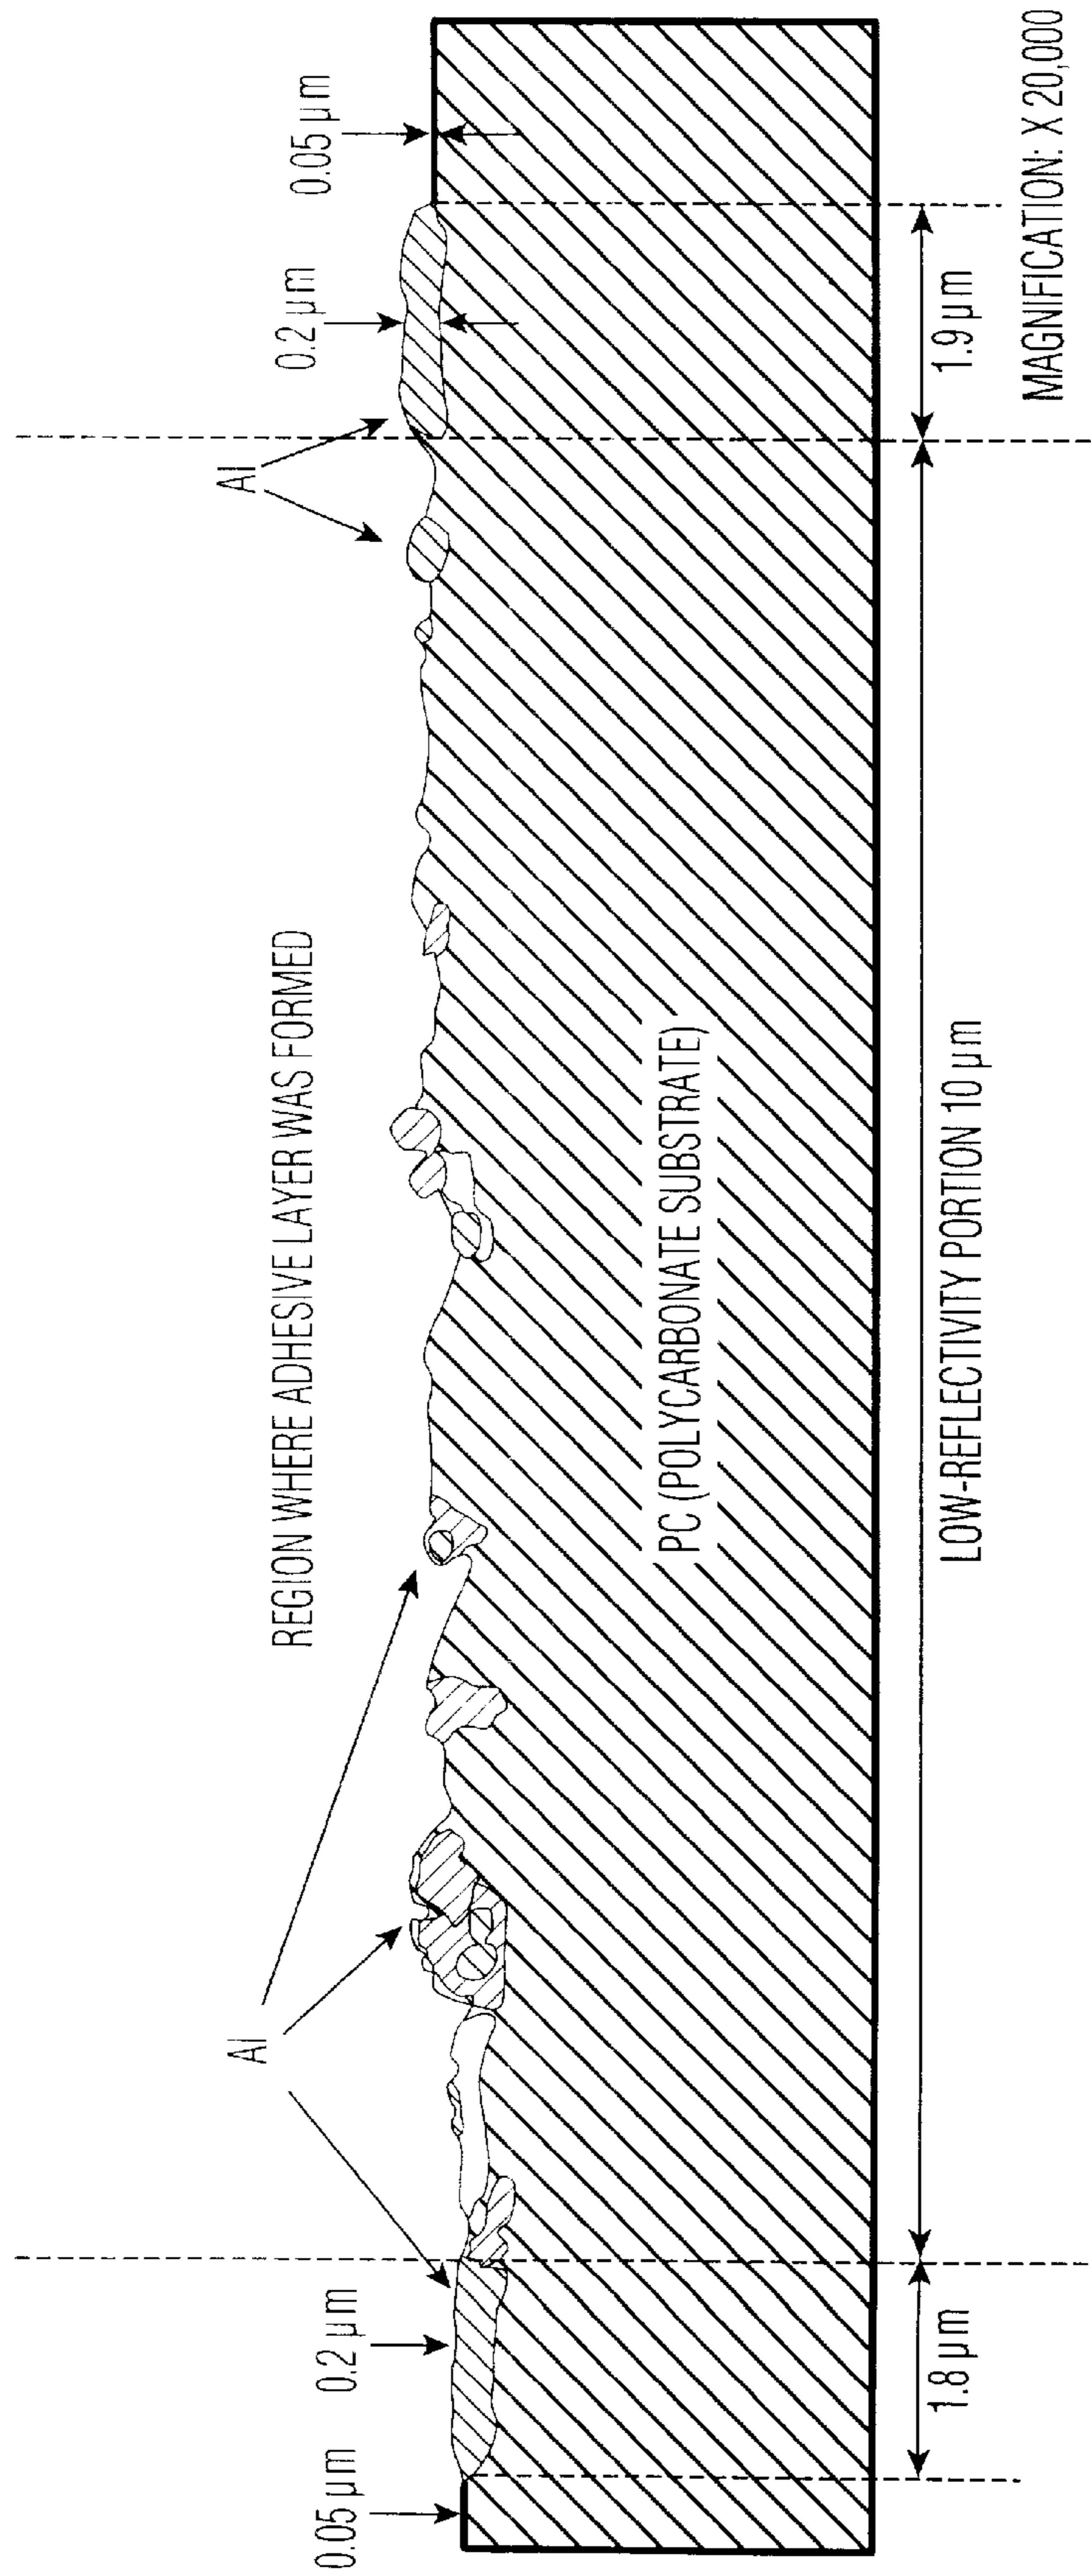 Al
Al
0.05 µm
0.2 µm
REGION WHERE ADHESIVE LAYER WAS FORMED
0.2 µm
0.05 µm
PC (POLYCARBONATE SUBSTRATE)
1.8 µm
LOW-REFLECTIVITY PORTION 10 µm
1.9 µm
MAGNIFICATION: X 20,000